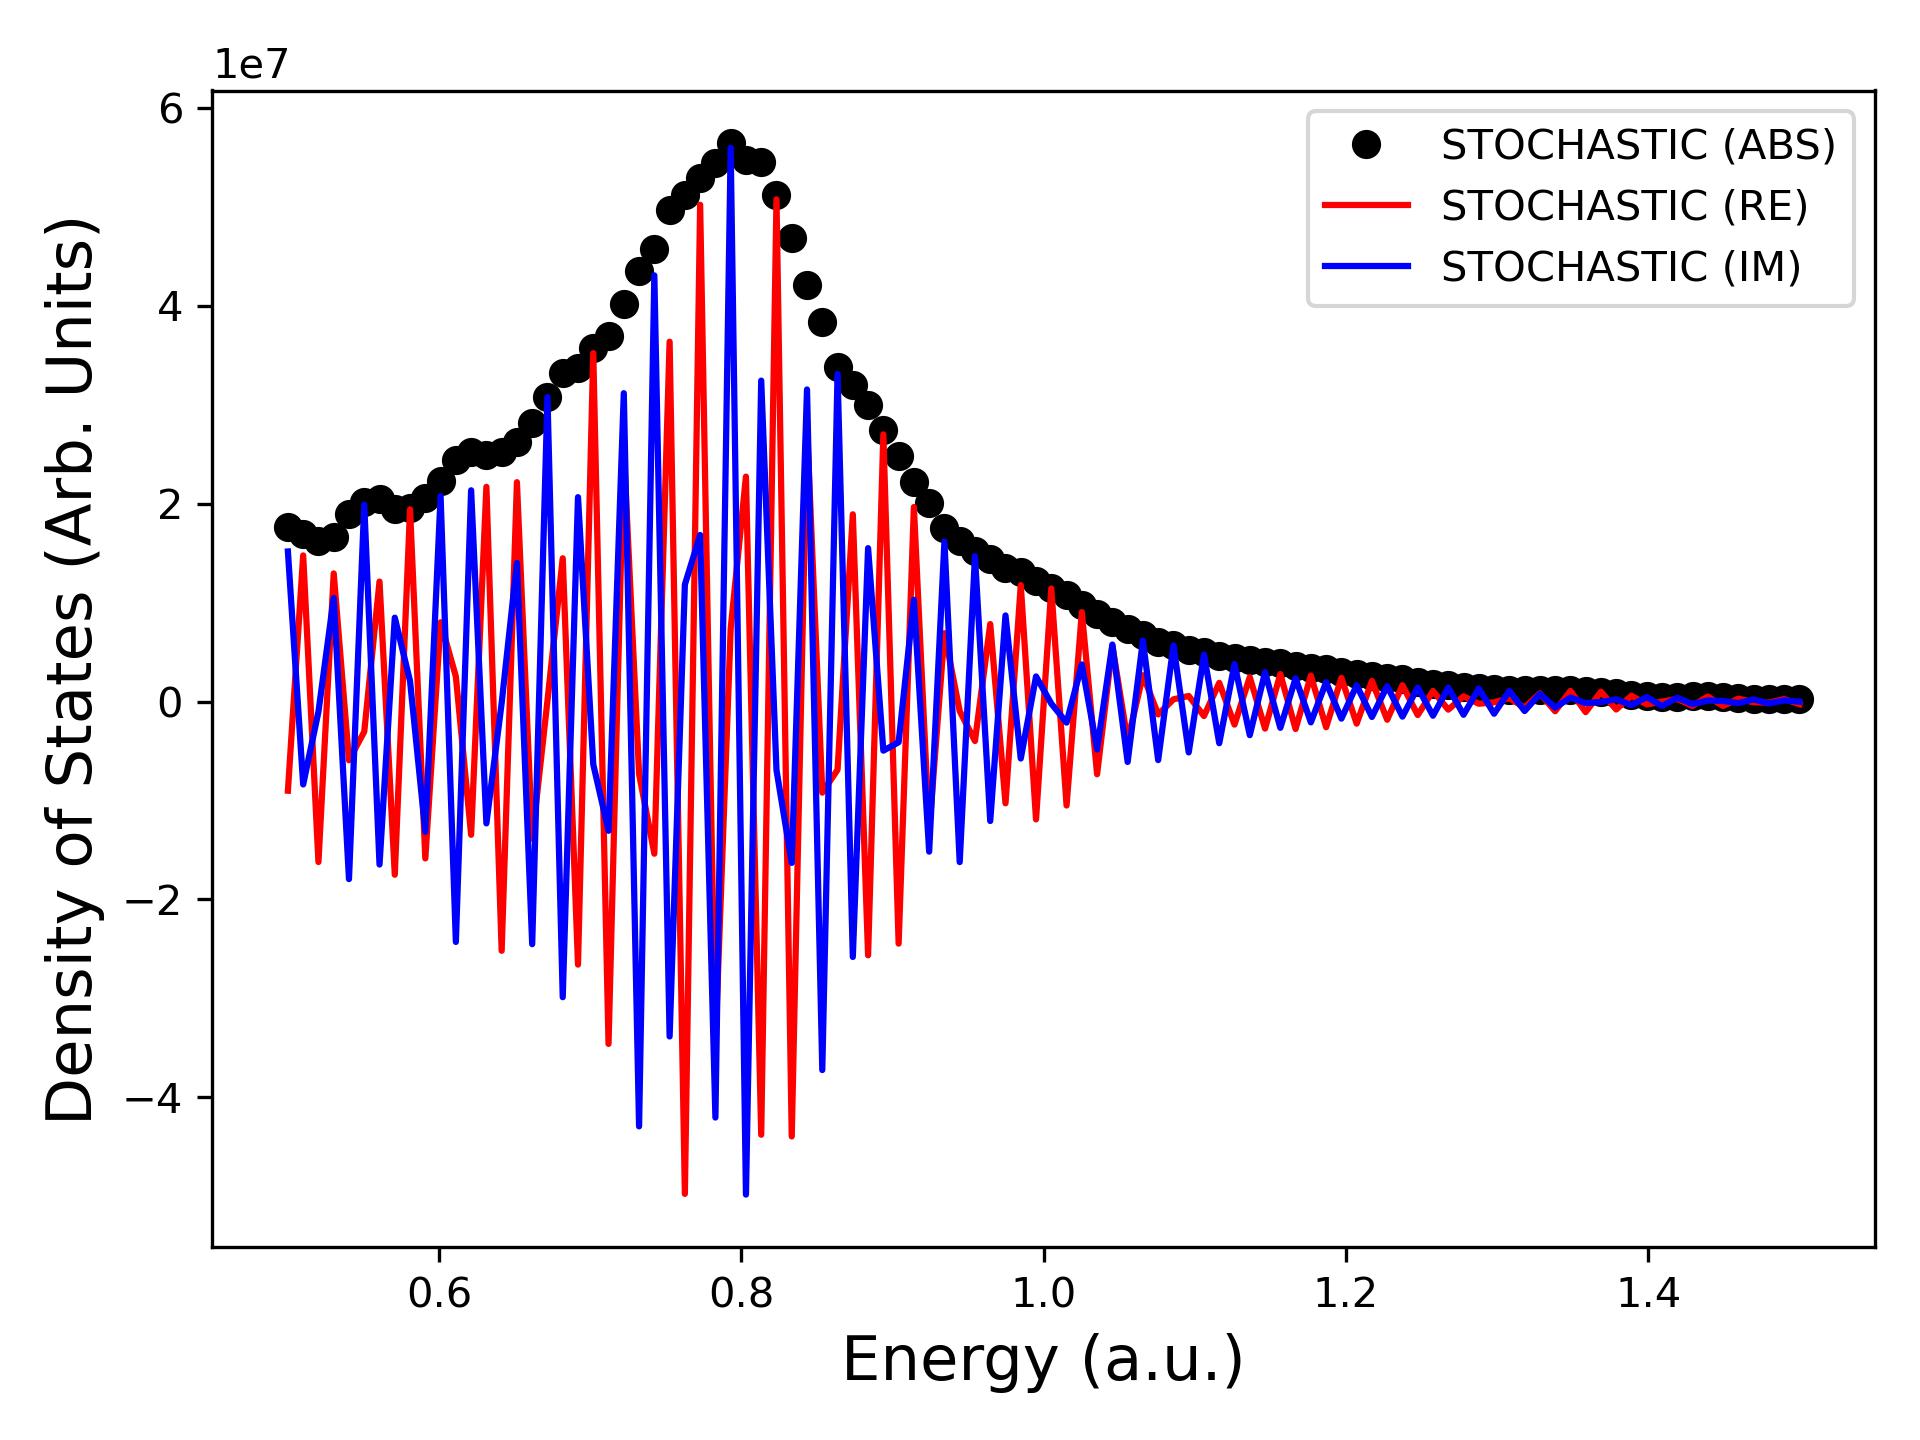 1e7
6
4
2
0
−2
−4
Density of States (Arb. Units)
STOCHASTIC (ABS)
STOCHASTIC (RE)
STOCHASTIC (IM)
0.6 0.8 1.0 1.2 1.4
Energy (a.u.)